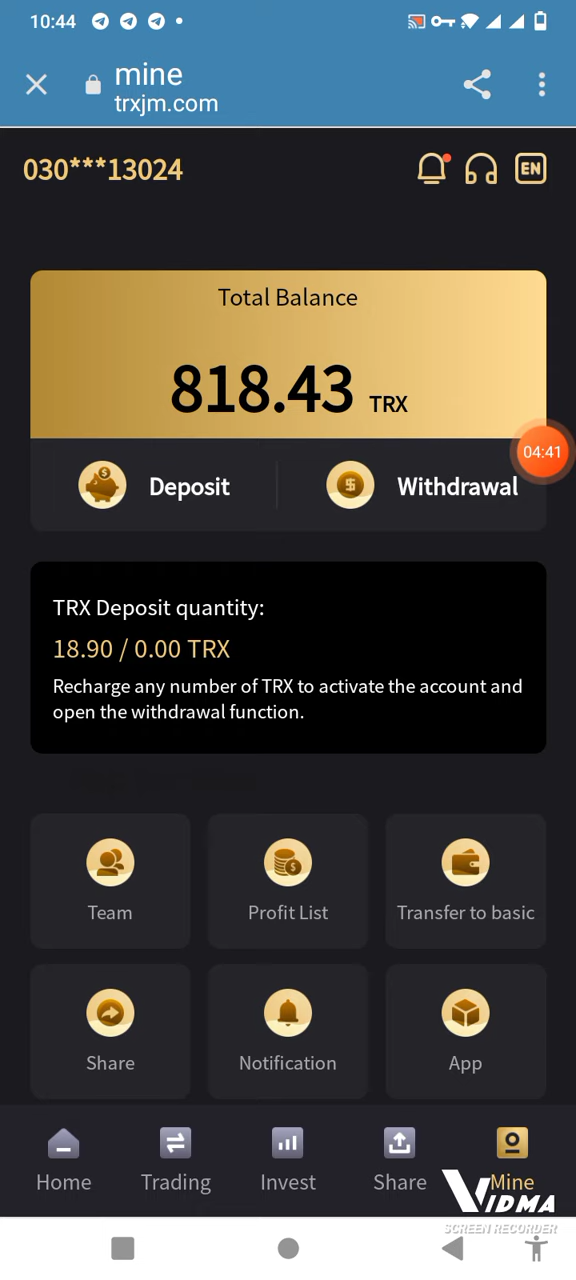 10:44
mine
trxjm.com
030***13024
EN
Total Balance
818.43 TRX
04:41
Deposit
Withdrawal
TRX Deposit quantity:
18.90 / 0.00 TRX
Recharge any number of TRX to activate the account and
open the withdrawal function.
Team
Profit List
Transfer to basic
Share
Notification
App
Home
Trading
Invest
Share
Mine
VIDMA
SCREEN RECORDER